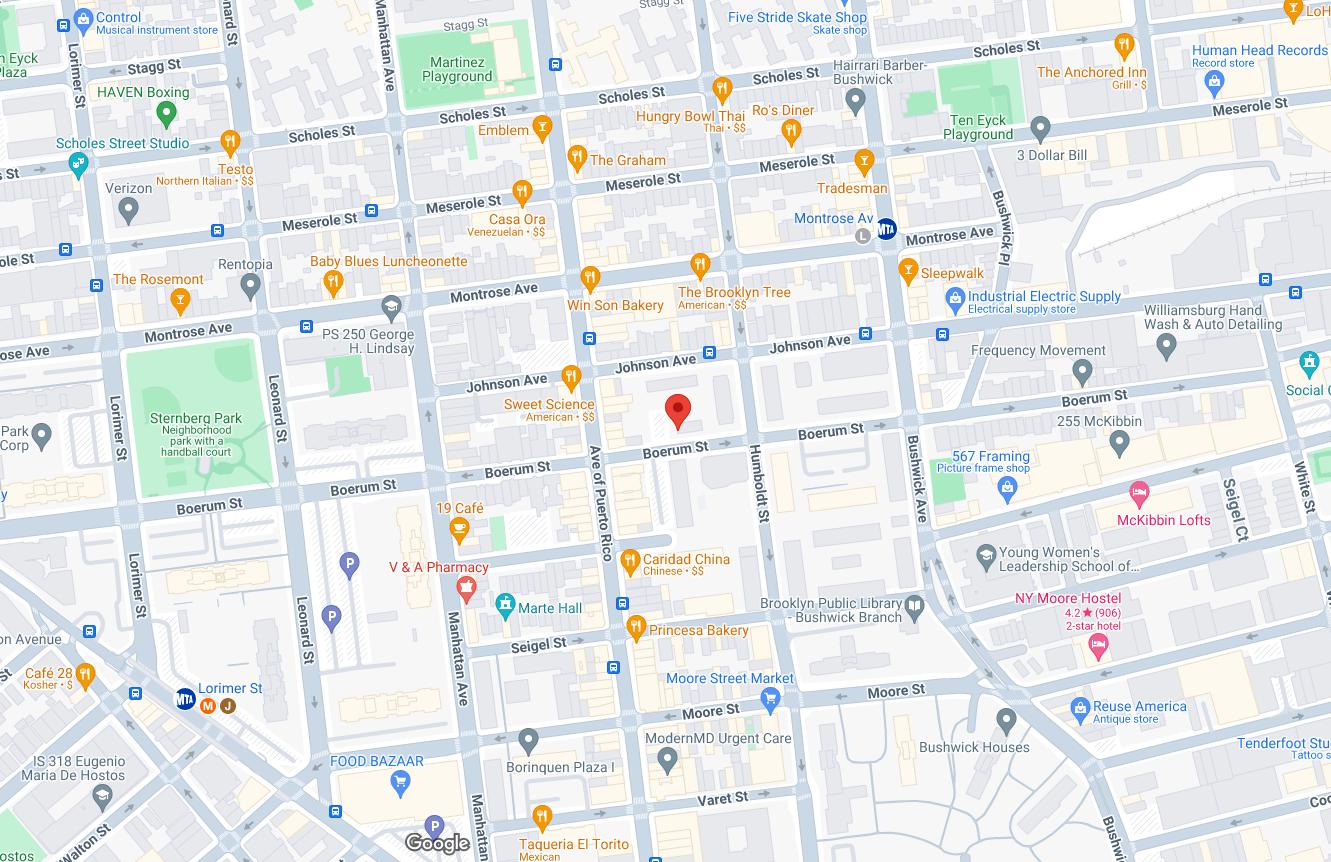 Stagg St
Stagg St
Control
Musical instrument store
Five Stride Skate Shop
Skate shop
LoH
Lorimer St
nard St
Manhattan Ave
n Eyck
Plaza
Stagg St
Martinez
Playground
Scholes St
Human Head Records
Record store
Hairrari Barber-
Bushwick
The Anchored Inn
Grill • $
Scholes St
HAVEN Boxing
Scholes St
Scholes St
Meserole St
Hungry Bowl Thai
Thai • $$
Ro's Diner
Emblem
Scholes St
Ten Eyck
Playground
Scholes Street Studio
3 Dollar Bill
The Graham
Meserole St
s St
Testo
Northern Italian • $$
Verizon
Meserole St
Tradesman
Meserole St
Casa Ora
Venezuelan • $$
Meserole St
Montrose Av
L
MTA
Montrose Ave
Bushwick Pl
ole St
Rentopia
Baby Blues Luncheonette
The Rosemont
Sleepwalk
Montrose Ave
Win Son Bakery
The Brooklyn Tree
American • $$
Industrial Electric Supply
Electrical supply store
Williamsburg Hand
Wash & Auto Detailing
Montrose Ave
PS 250 George
H. Lindsay
ose Ave
Johnson Ave
Johnson Ave
Frequency Movement
Johnson Ave
Sweet Science
American • $$
Social C
Boerum St
Lorimer St
Leonard St
Sternberg Park
Neighborhood
park with a
handball court
Park
Corp
255 McKibbin
Boerum St
Boerum St
Ave of Puerto Rico
Humboldt St
Bushwick Ave
567 Framing
Picture frame shop
Boerum St
White St
Seigel Ct
Boerum St
Boerum St
y
19 Café
McKibbin Lofts
P
Caridad China
Chinese • $$
Young Women's
Leadership School of...
V & A Pharmacy
Lorimer St
Leonard St
Manhattan Ave
Marte Hall
Brooklyn Public Library
- Bushwick Branch
NY Moore Hostel
4.2★(906)
2-star hotel
P
Princesa Bakery
on Avenue
Seigel St
Café 28
Kosher • $
Lorimer St
MTA
M
J
Moore Street Market
Moore St
Reuse America
Antique store
Moore St
ModernMD Urgent Care
Bushwick Houses
Tenderfoot Stu
Tattoo s
FOOD BAZAAR
Borinquen Plaza I
IS 318 Eugenio
Maria De Hostos
Varet St
Manhattan
Coo
P
Google
Taqueria El Torito
Mexican
Walton St
ostos
Bushw